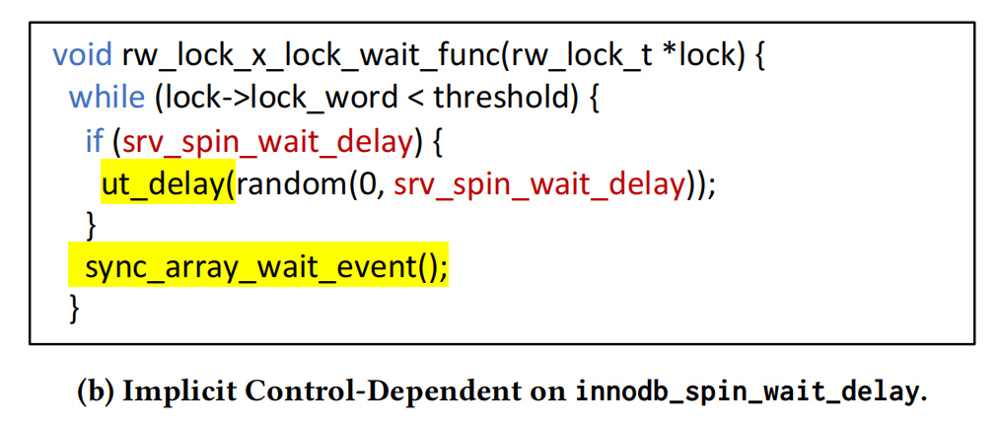 void rw_lock_x_lock_wait_func(rw_lock_t *lock) {
while (lock->lock_word < threshold) {
if (srv_spin_wait_delay) {
ut_delay(random(0, srv_spin_wait_delay));
}
sync_array_wait_event();
}
(b) Implicit Control-Dependent on innodb_spin_wait_delay.